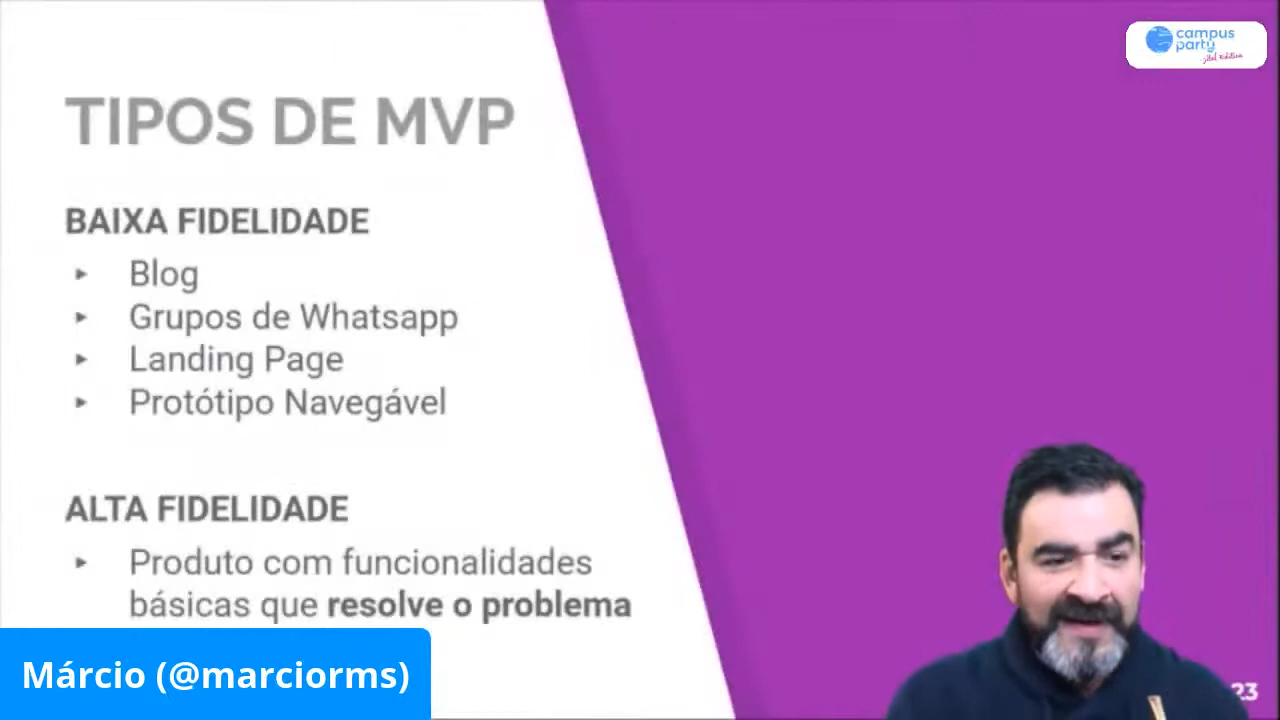 campus
party
TIPOS DE MVP
BAIXA FIDELIDADE
Blog
Grupos de Whatsapp
Landing Page
Protótipo Navegável
ALTA FIDELIDADE
Produto com funcionalidades
básicas que resolve o problema
Márcio (@marciorms)
23